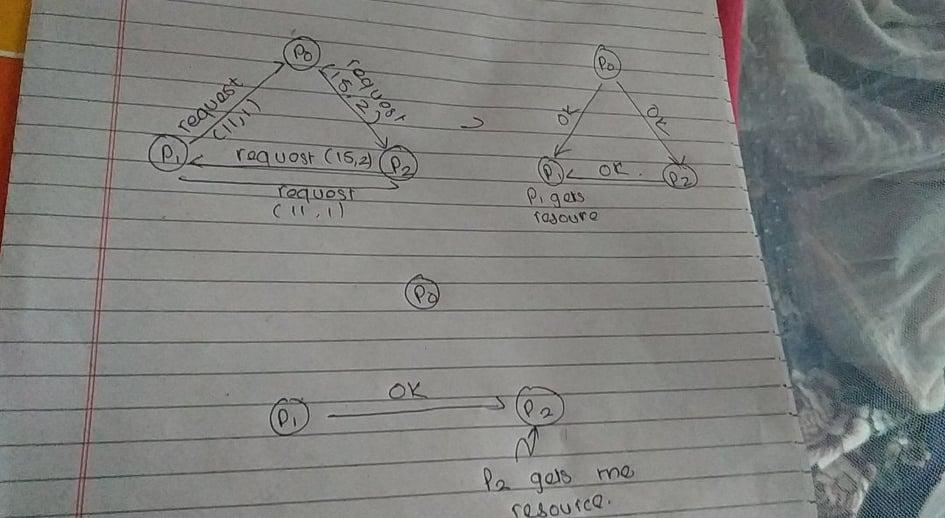 P0
request
(11,1)
request
(15,2)
P1
request (15,2)
P2
request
(11,1)
P0
OK
OK
P1
OK.
P2
P1 gets
resoure
P0
P1
OK
P2
P2 gets me
resource.